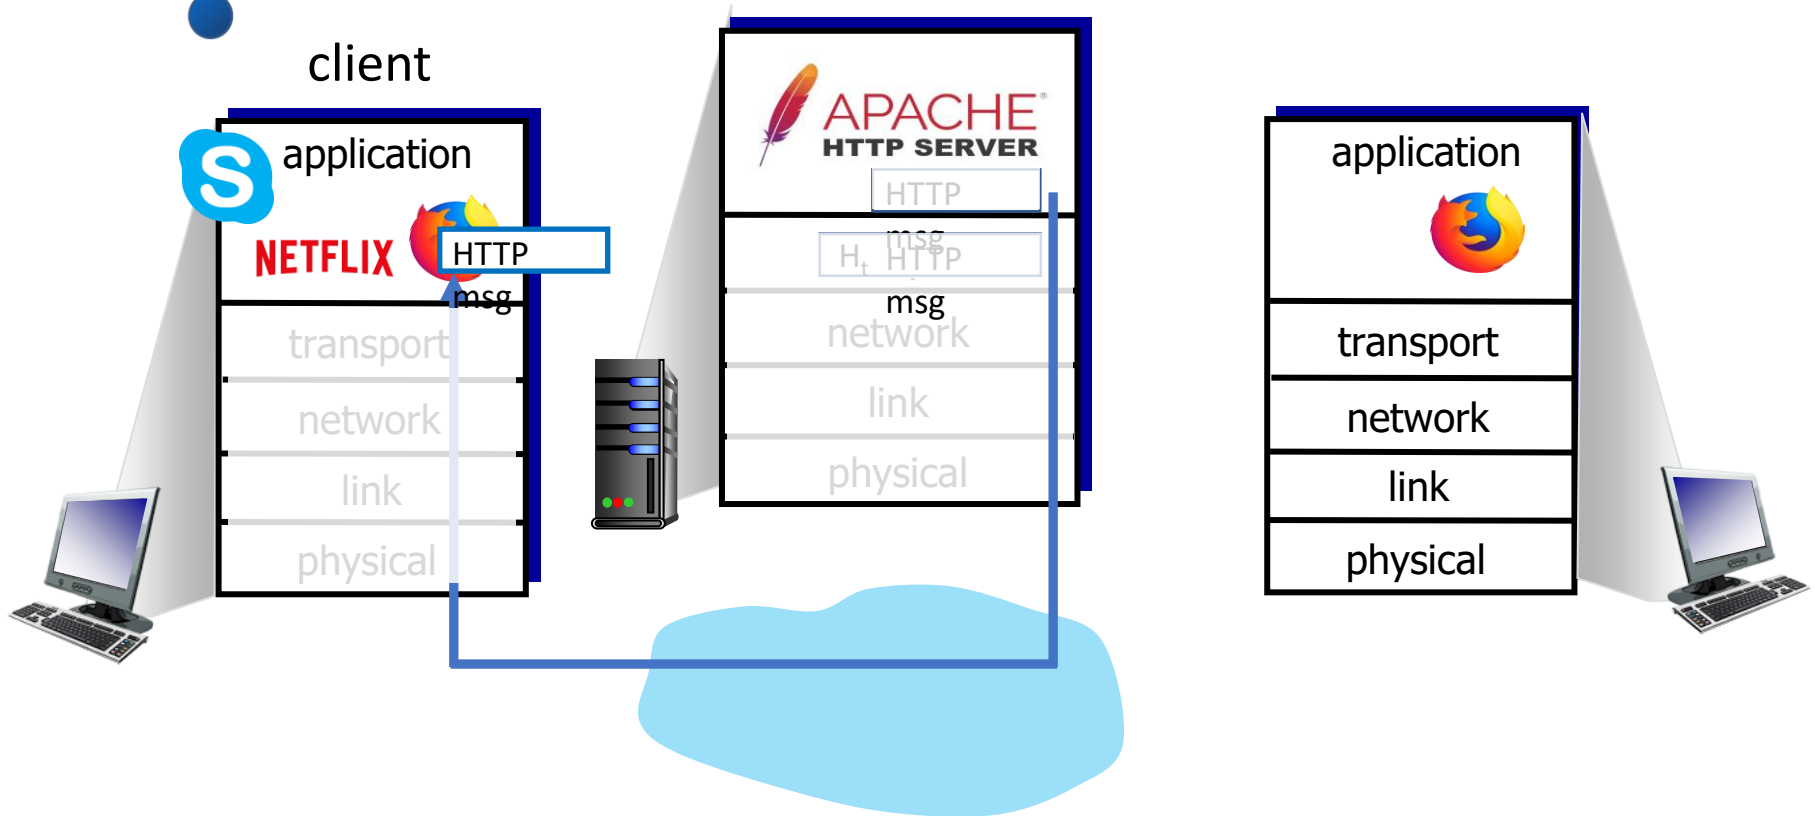 client
application
S
NETFLIX
HTTP
msg
transport
network
link
physical
APACHE®
HTTP SERVER
HTTP
msg
Ht HTTP
msg
network
link
physical
application
transport
network
link
physical